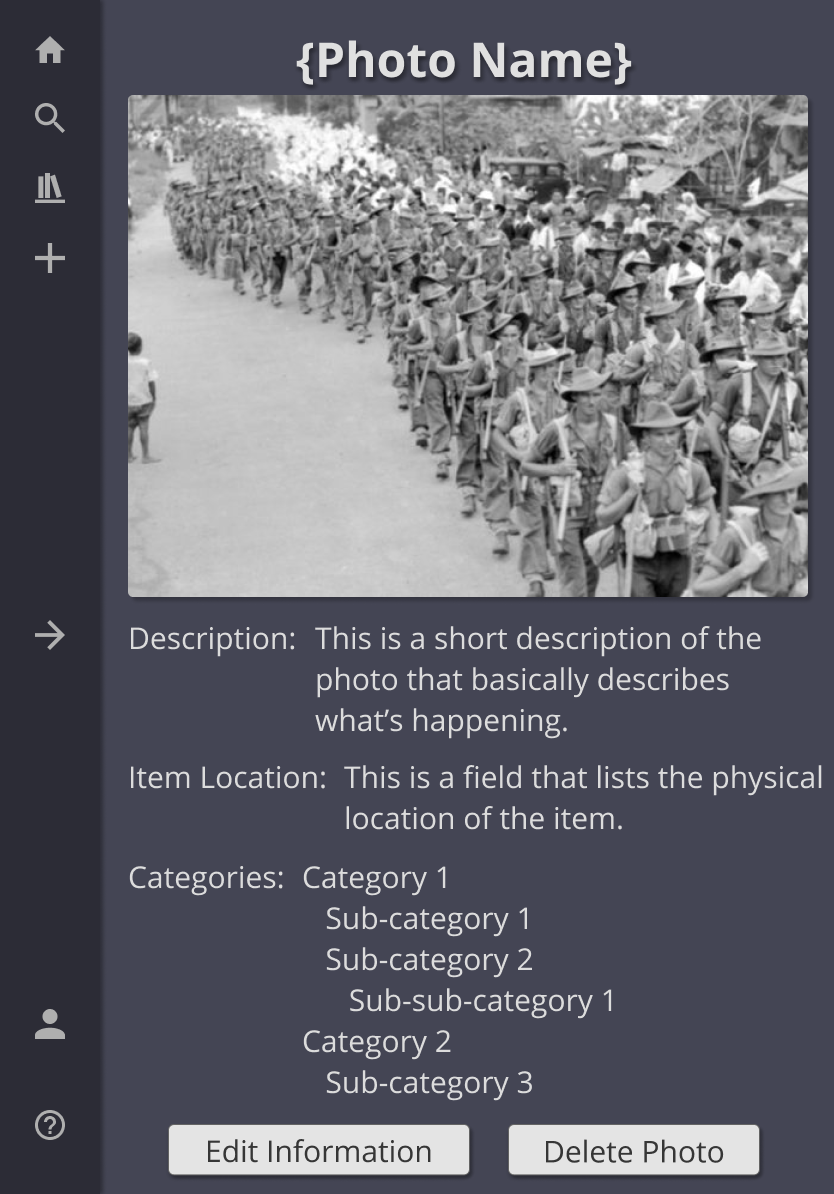 {Photo Name}
Description: This is a short description of the
photo that basically describes
what’s happening.
Item Location: This is a field that lists the physical
location of the item.
Categories: Category 1
Sub-category 1
Sub-category 2
Sub-sub-category 1
Category 2
Sub-category 3
Edit Information Delete Photo